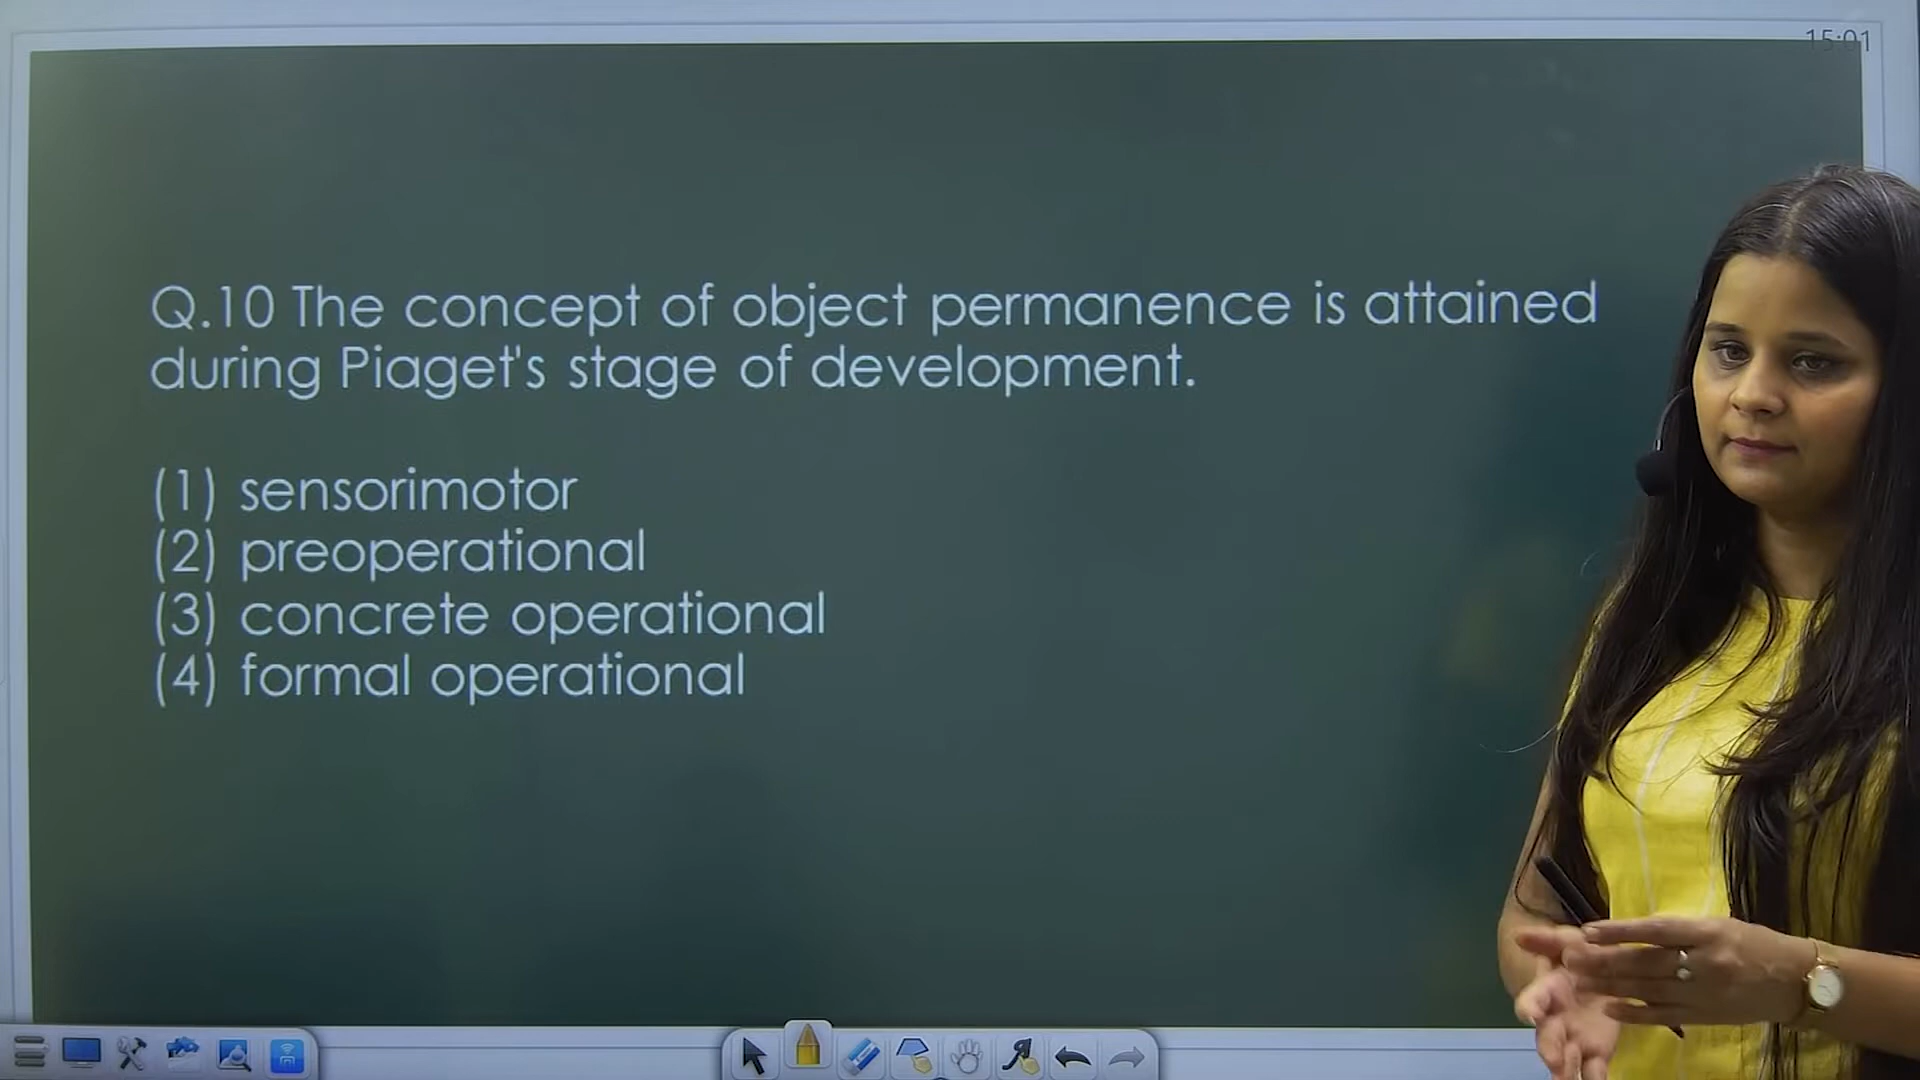 15:01
Q.10 The concept of object permanence is attained
during Piaget's stage of development.
(1) sensorimotor
(2) preoperational
(3) concrete operational
(4) formal operational